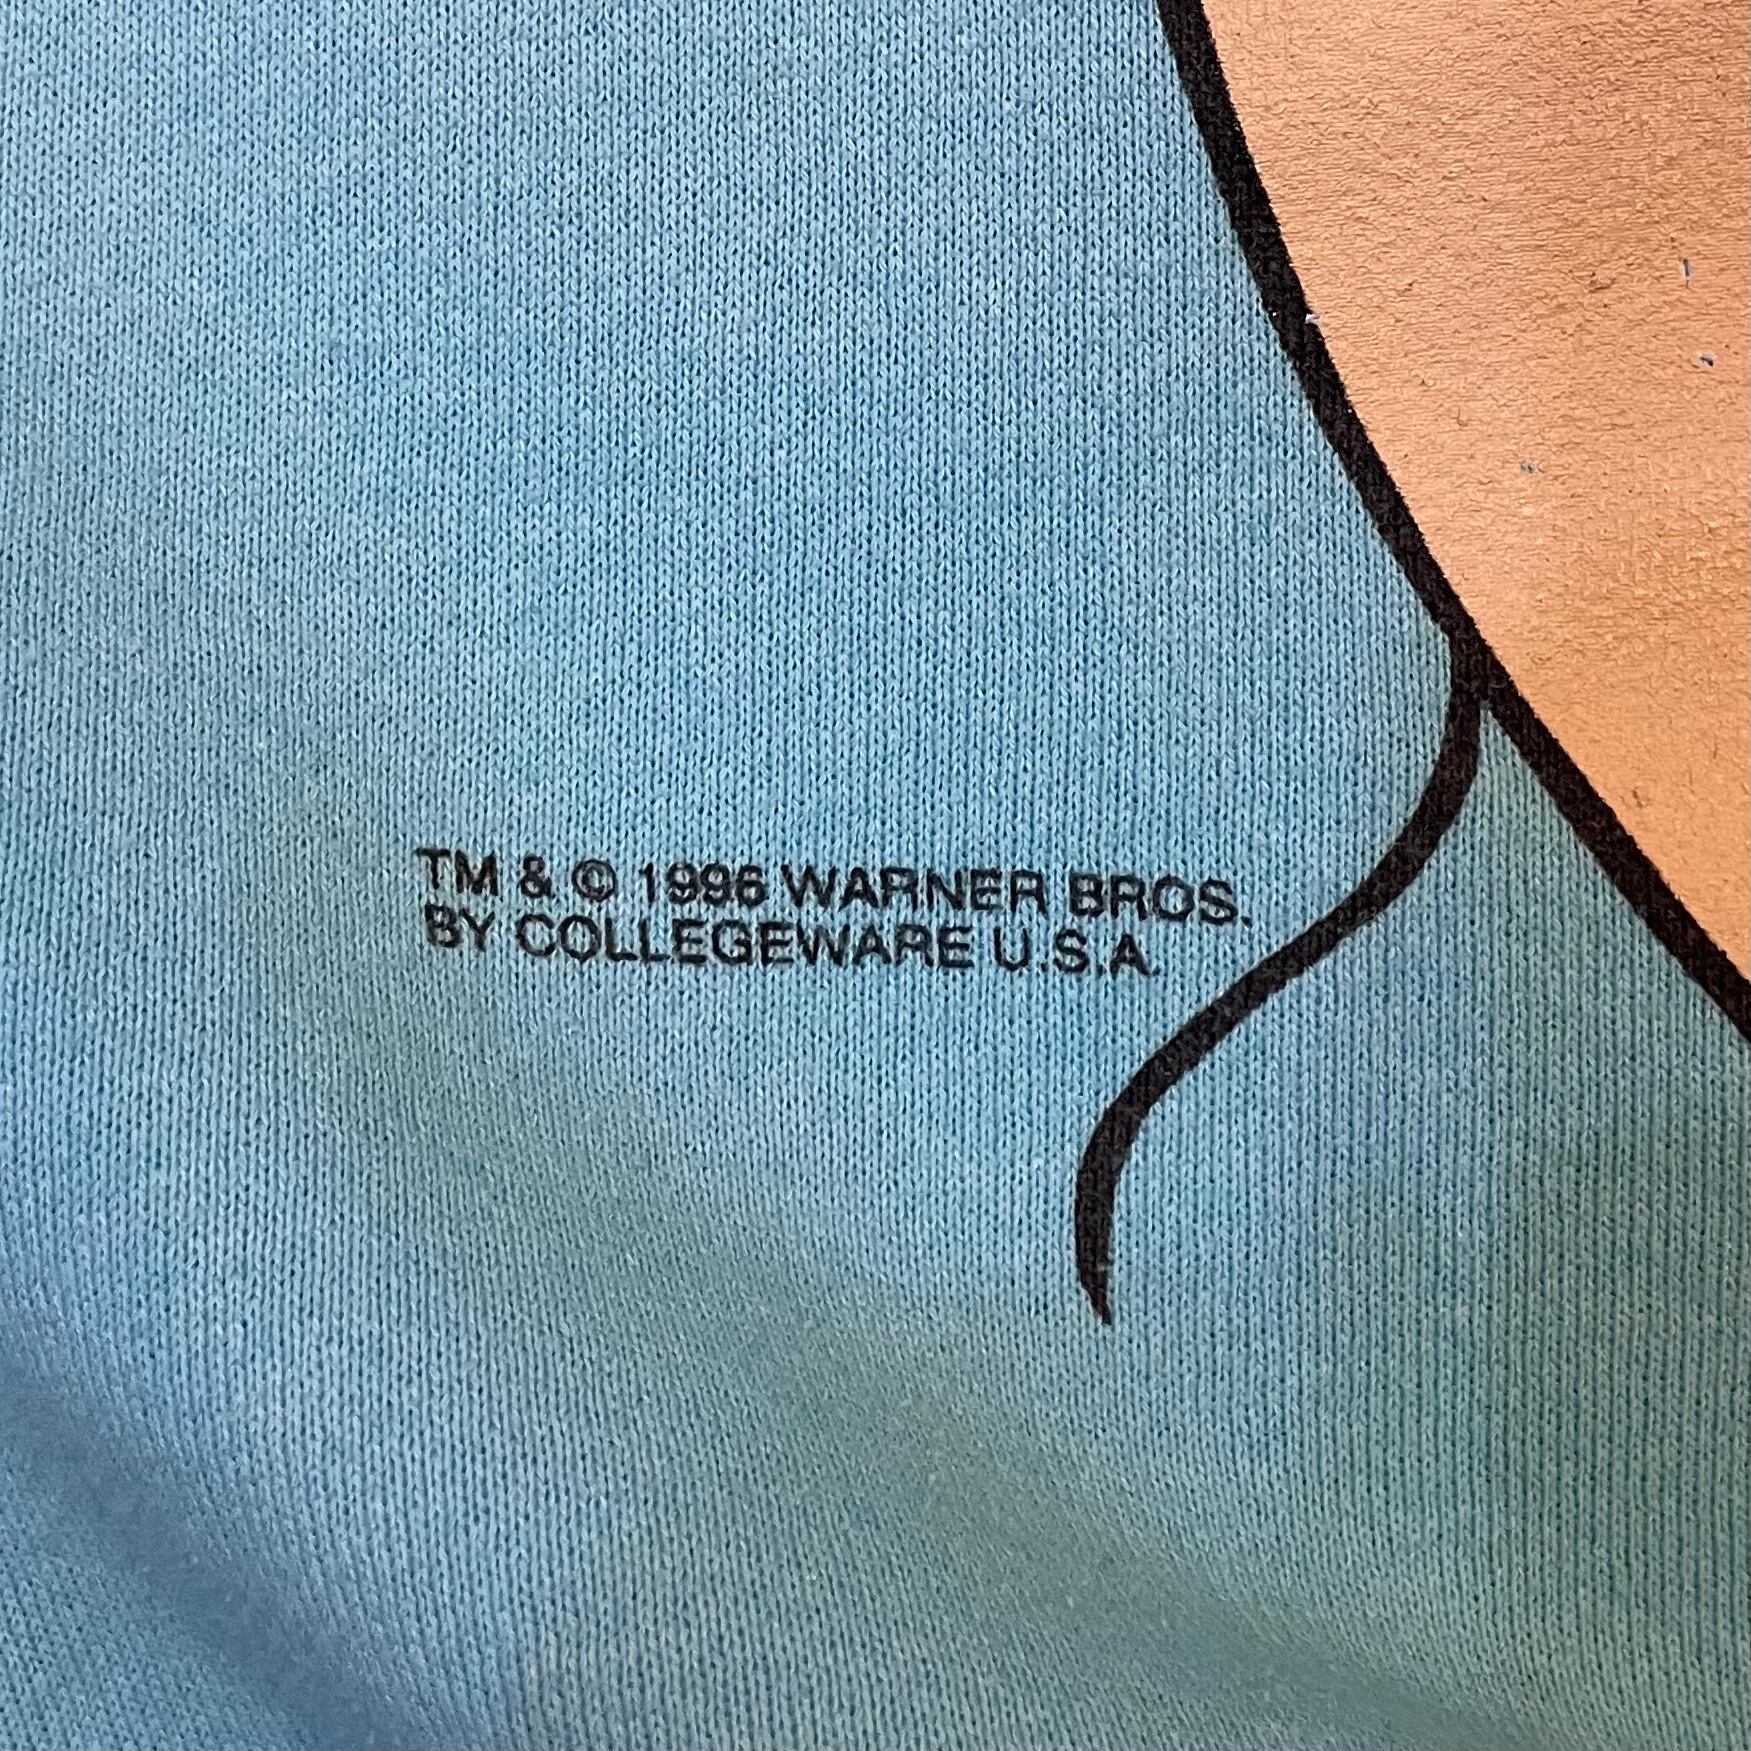 TM & © 1996 WARNER BROS.
BY COLLEGEWARE U.S.A.